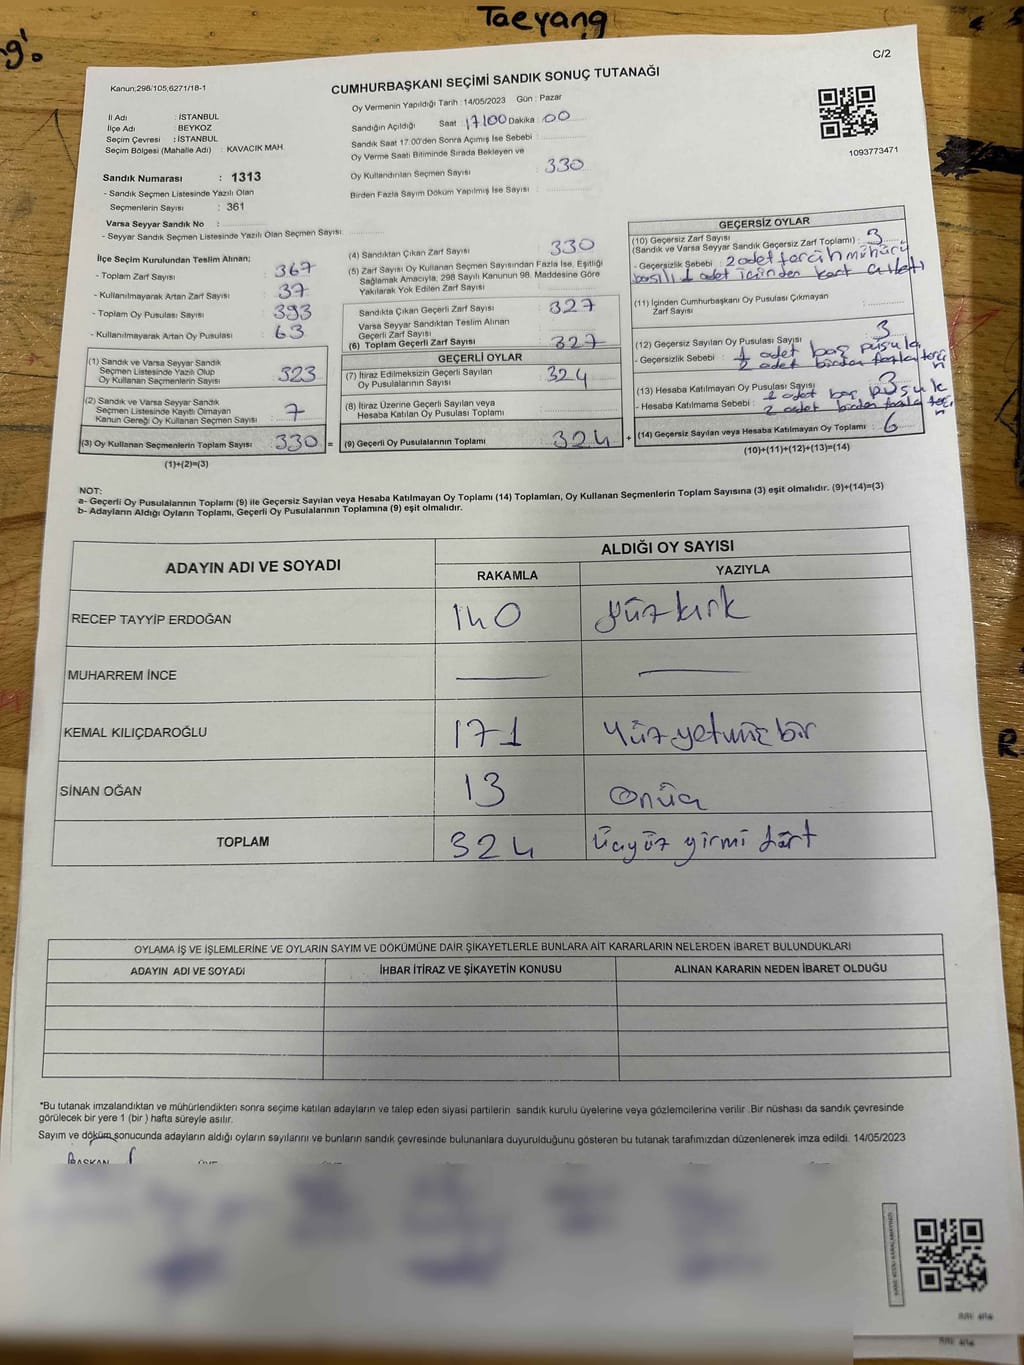 Taeyang
g'.
C/2
Kanun;298/105;6271/18-1
CUMHURBAŞKANI SEÇİMİ SANDIK SONUÇ TUTANAĞI
Oy Vermenin Yapıldığı Tarih : 14/05/2023 Gün : Pazar
İl Adı : İSTANBUL
İlçe Adı : BEYKOZ
Seçim Çevresi : İSTANBUL
Seçim Bölgesi (Mahalle Adı) : KAVACIK MAH.
Sandığın Açıldığı Saat 17:00 Dakika 00
Sandık Saat 17.00'den Sonra Açımış İse Sebebi :
Oy Verme Saati Bitiminde Sırada Bekleyen ve
Oy Kullandırılan Seçmen Sayısı : 330
Birden Fazla Sayım Döküm Yapılmış İse Sayısı :
1093773471
Sandık Numarası : 1313
- Sandık Seçmen Listesinde Yazılı Olan
Seçmenlerin Sayısı : 361
Varsa Seyyar Sandık No :
- Seyyar Sandık Seçmen Listesinde Yazılı Olan Seçmen Sayısı:
İlçe Seçim Kurulundan Teslim Alınan;
- Toplam Zarf Sayısı : 367
- Kullanılmayarak Artan Zarf Sayısı : 37
- Toplam Oy Pusulası Sayısı : 393
- Kullanılmayarak Artan Oy Pusulası : 63
(1) Sandık ve Varsa Seyyar Sandık
Seçmen Listesinde Yazılı Olup
Oy Kullanan Seçmenlerin Sayısı : 323
(2) Sandık ve Varsa Seyyar Sandık
Seçmen Listesinde Kayıtlı Olmayan
Kanun Gereği Oy Kullanan Seçmen Sayısı : 7
(3) Oy Kullanan Seçmenlerin Toplam Sayısı : 330 =
(1)+(2)=(3)
(4) Sandıktan Çıkan Zarf Sayısı : 330
(5) Zarf Sayısı Oy Kullanan Seçmen Sayısından Fazla İse, Eşitliği
Sağlamak Amacıyla; 298 Sayılı Kanunun 98. Maddesine Göre
Yakılarak Yok Edilen Zarf Sayısı :
Sandıkta Çıkan Geçerli Zarf Sayısı : 327
Varsa Seyyar Sandıktan Teslim Alınan
Geçerli Zarf Sayısı :
(6) Toplam Geçerli Zarf Sayısı : 327
GEÇERLİ OYLAR
(7) İtiraz Edilmeksizin Geçerli Sayılan
Oy Pusulalarının Sayısı : 324
(8) İtiraz Üzerine Geçerli Sayılan veya
Hesaba Katılan Oy Pusulası Toplamı :
(9) Geçerli Oy Pusulalarının Toplamı : 324 +
GEÇERSİZ OYLAR
(10) Geçersiz Zarf Sayısı
(Sandık ve Varsa Seyyar Sandık Geçersiz Zarf Toplamı) : 3
- Geçersizlik Sebebi : 2 adet tercih mührü
basılı 1 adet içinden kart
(11) İçinden Cumhurbaşkanı Oy Pusulası Çıkmayan
Zarf Sayısı :
(12) Geçersiz Sayılan Oy Pusulası Sayısı : 3
- Geçersizlik Sebebi : 1 adet boş pusula
2 adet birden fazla terci
h
(13) Hesaba Katılmayan Oy Pusulası Sayısı : 3
- Hesaba Katılmama Sebebi : 1 adet boş pusula
2 adet birden fazla terci
h
(14) Geçersiz Sayılan veya Hesaba Katılmayan Oy Toplamı : 6
(10)+(11)+(12)+(13)=(14)
NOT:
a- Geçerli Oy Pusulalarının Toplamı (9) ile Geçersiz Sayılan veya Hesaba Katılmayan Oy Toplamı (14) Toplamları, Oy Kullanan Seçmenlerin Toplam Sayısına (3) eşit olmalıdır. (9)+(14)=(3)
b- Adayların Aldığı Oyların Toplamı, Geçerli Oy Pusulalarının Toplamına (9) eşit olmalıdır.
ADAYIN ADI VE SOYADI
ALDIĞI OY SAYISI
RAKAMLA YAZIYLA
RECEP TAYYİP ERDOĞAN 140 yüzkırk
MUHARREM İNCE — —
KEMAL KILIÇDAROĞLU 171 Yüzyetmiş bir
SİNAN OĞAN 13 Onüç
TOPLAM 324 Üçyüz yirmi dört
OYLAMA İŞ VE İŞLEMLERİNE VE OYLARIN SAYIM VE DÖKÜMÜNE DAİR ŞİKAYETLERLE BUNLARA AİT KARARLARIN NELERDEN İBARET BULUNDUKLARI
ADAYIN ADI VE SOYADI İHBAR İTİRAZ VE ŞİKAYETİN KONUSU ALINAN KARARIN NEDEN İBARET OLDUĞU
*Bu tutanak imzalandıktan ve mühürlendikten sonra seçime katılan adayların ve talep eden siyasi partilerin sandık kurulu üyelerine veya gözlemcilerine verilir .Bir nüshası da sandık çevresinde
görülecek bir yere 1 (bir ) hafta süreyle asılır.
Sayım ve döküm sonucunda adayların aldığı oyların sayılarını ve bunların sandık çevresinde bulunanlara duyurulduğunu gösteren bu tutanak tarafımızdan düzenlenerek imza edildi. 14/05/2023
BAŞKAN
R.